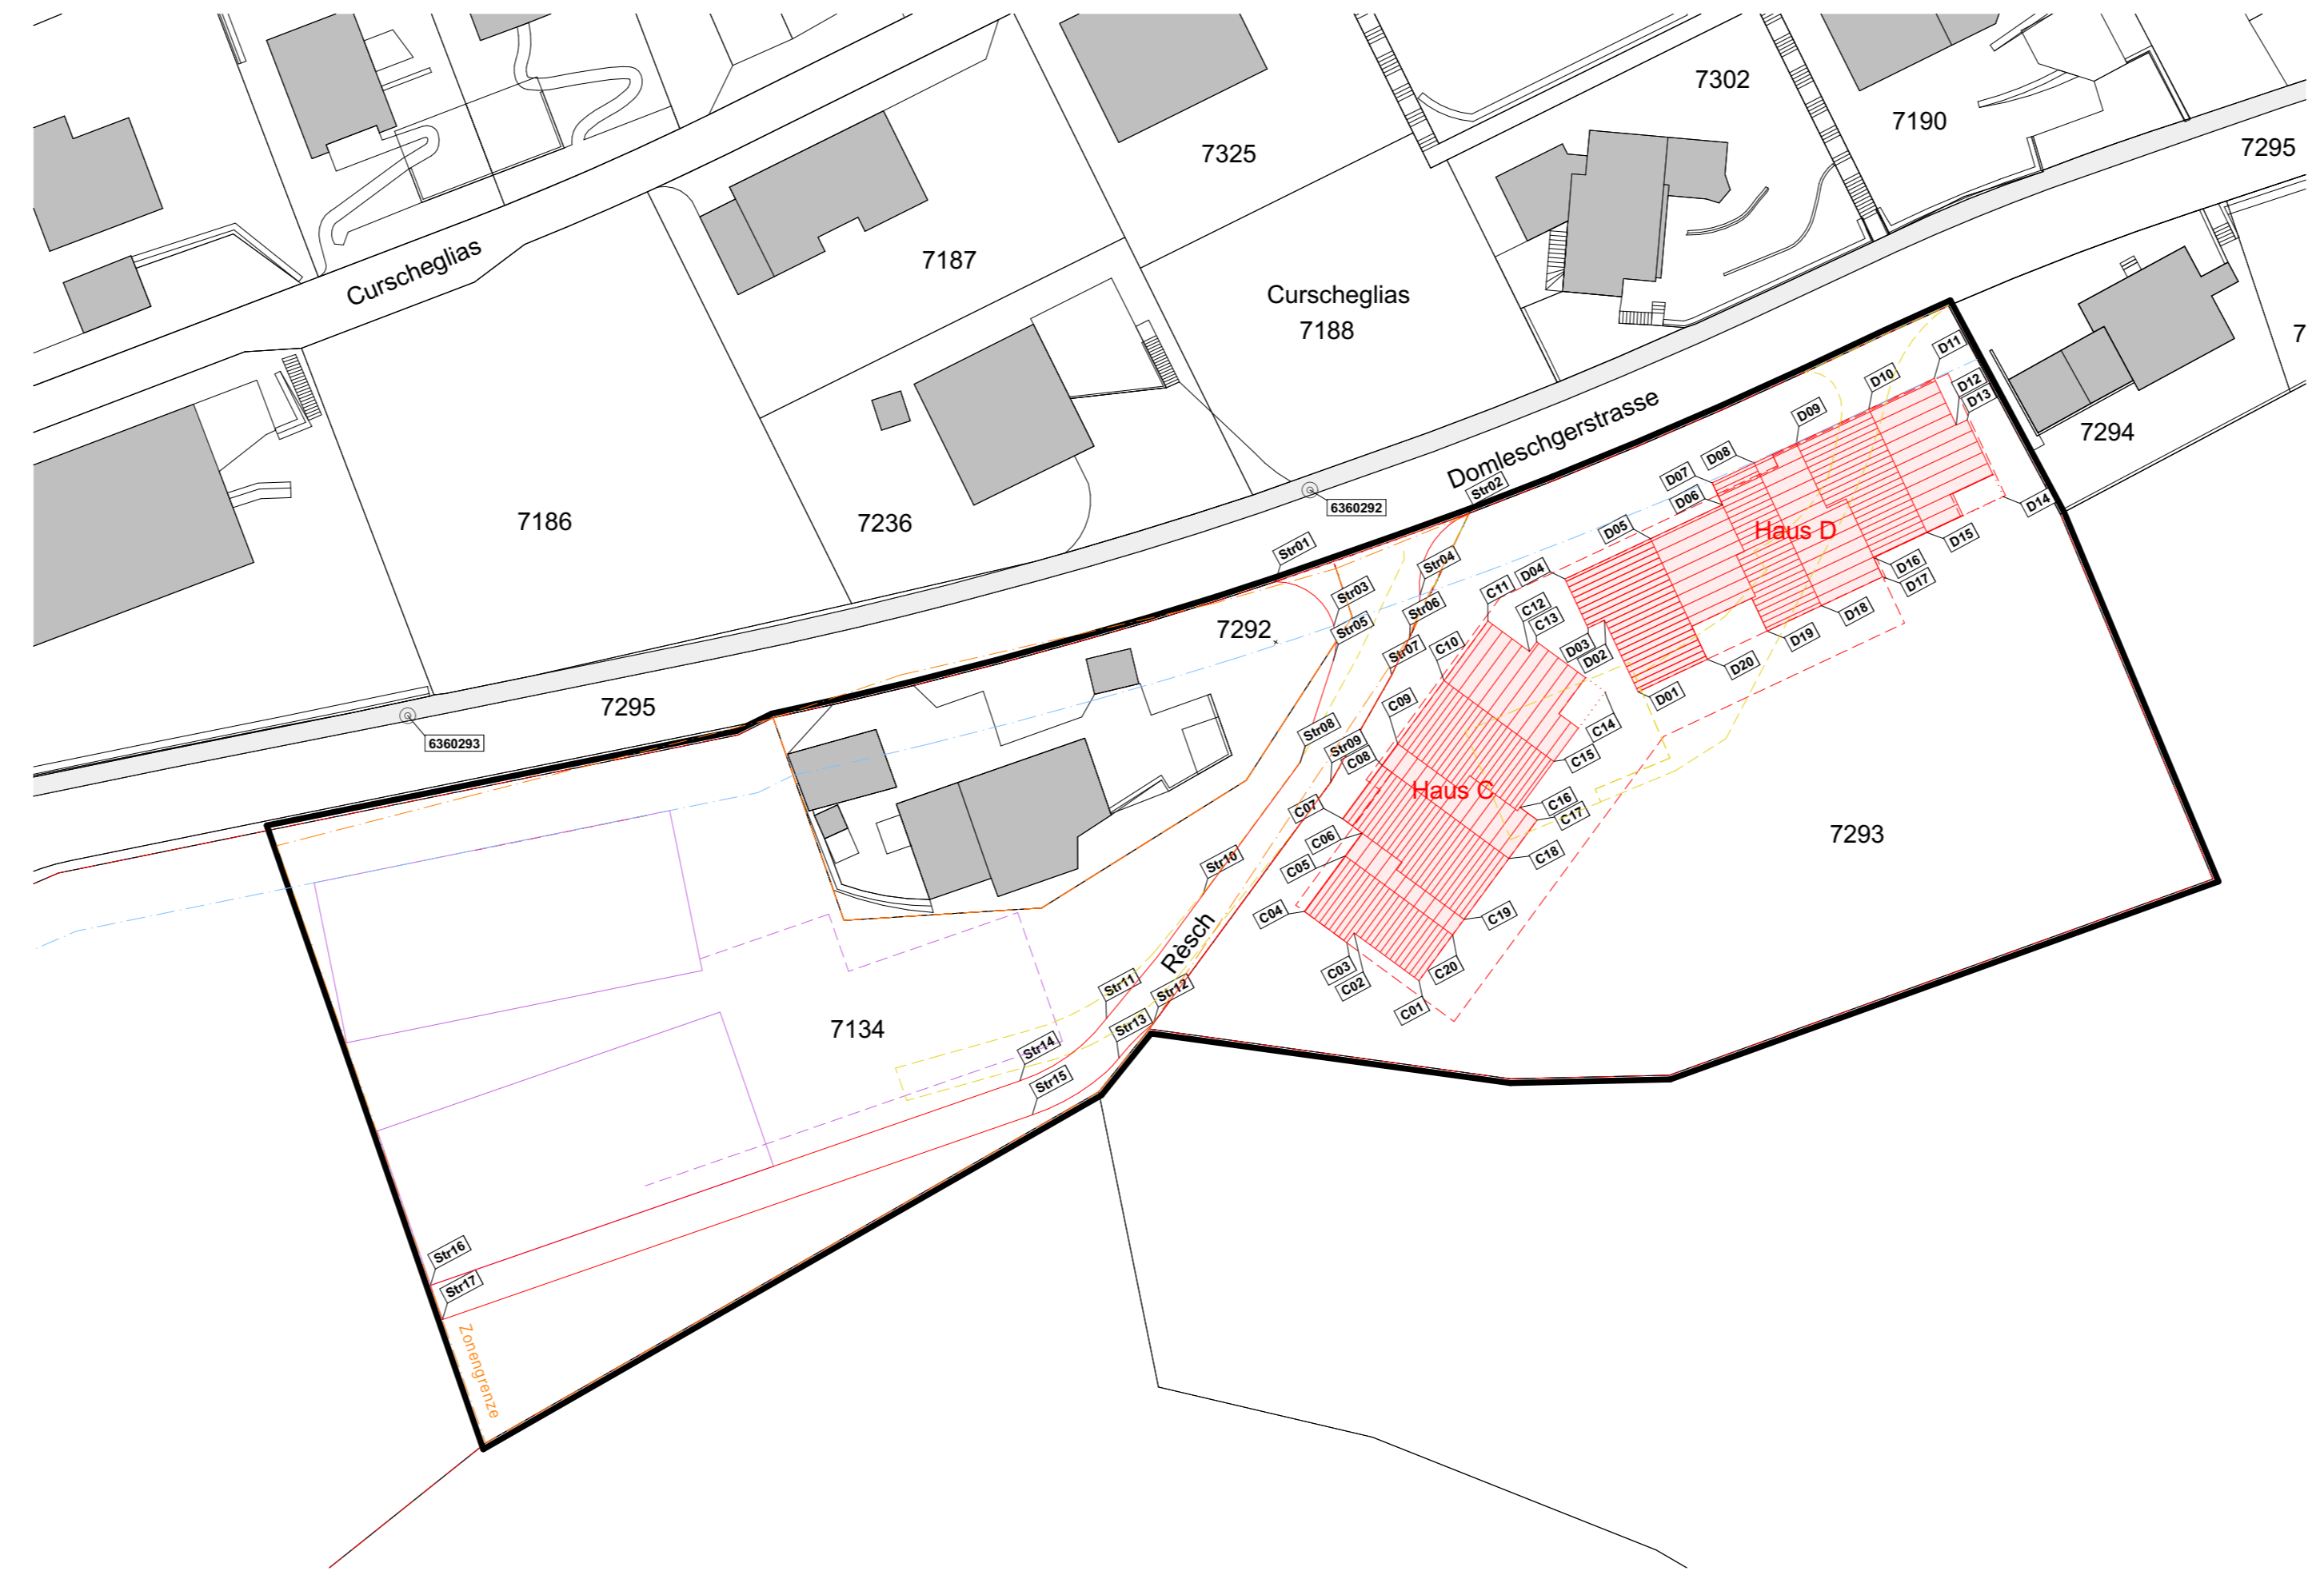 7302
7190
7295
7325
Curscheglias
7187
Curscheglias
7188
7
7294
Domleschgerstrasse
7186
7236
6360292
7295
6360293
7292
7134
7293
Haus D
Haus C
Rèsch
Zonengrenze
Str01
Str02
Str03
Str04
Str05
Str06
Str07
Str08
Str09
Str10
Str11
Str12
Str13
Str14
Str15
Str16
Str17
C01
C02
C03
C04
C05
C06
C07
C08
C09
C10
C11
C12
C13
C14
C15
C16
C17
C18
C19
C20
D01
D02
D03
D04
D05
D06
D07
D08
D09
D10
D11
D12
D13
D14
D15
D16
D17
D18
D19
D20